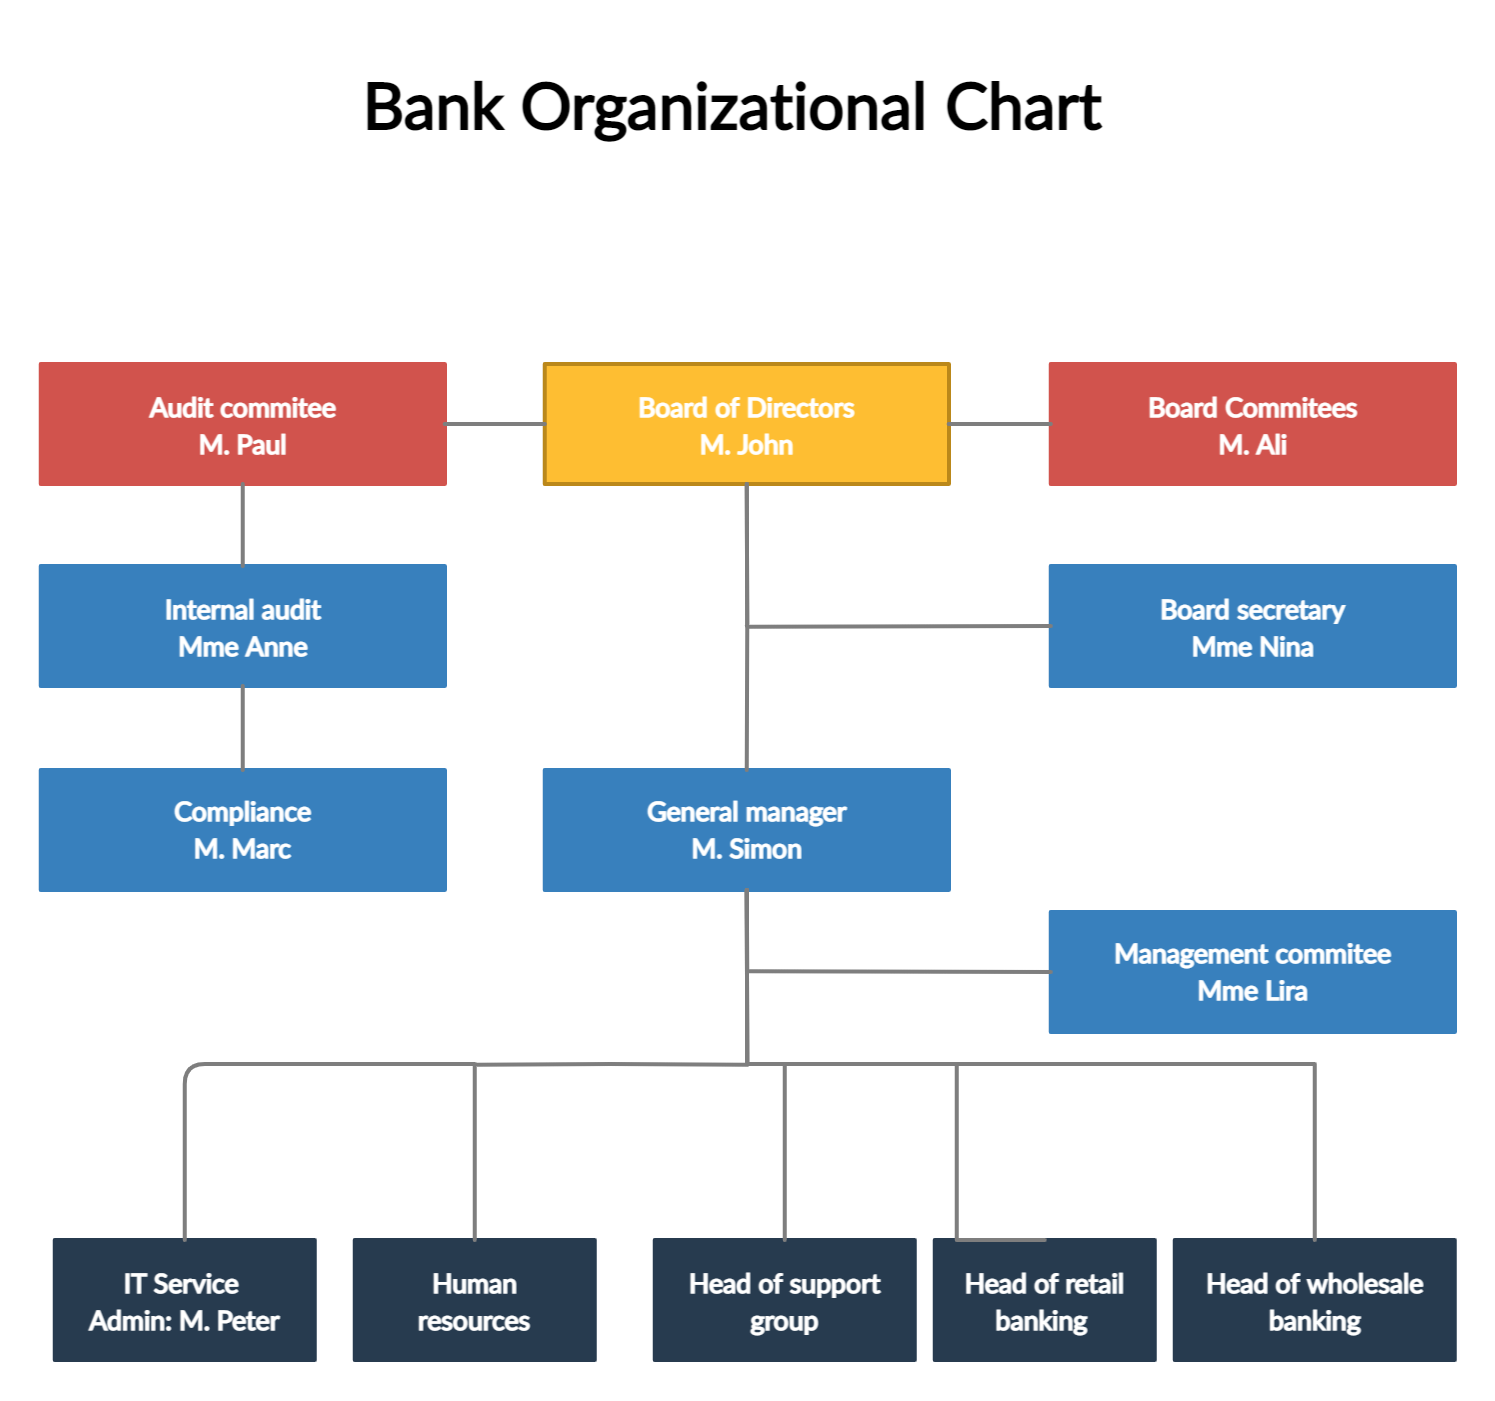 Bank Organizational Chart
Audit commitee
M. Paul
Board of Directors
M. John
Board Commitees
M. Ali
Internal audit
Mme Anne
Board secretary
Mme Nina
Compliance
M. Marc
General manager
M. Simon
Management commitee
Mme Lira
IT Service
Admin: M. Peter
Human
resources
Head of support
group
Head of retail
banking
Head of wholesale
banking